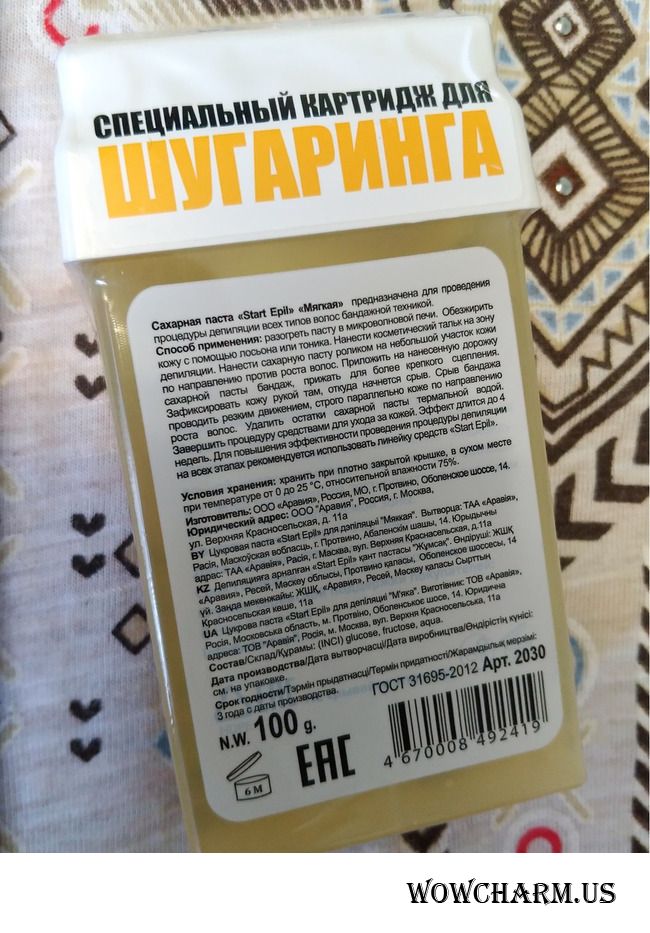 СПЕЦИАЛЬНЫЙ КАРТРИДЖ ДЛЯ
ШУГАРИНГА
Сахарная паста «Start Epil» «Мягкая» предназначена для проведения
процедуры депиляции всех типов волос бандажной техникой.
Способ применения: разогреть пасту в микроволновой печи. Обезжирить
кожу с помощью лосьона или тоника. Нанести косметический тальк на зону
депиляции. Нанести сахарную пасту роликом на небольшой участок кожи
по направлению против роста волос. Приложить на нанесенную дорожку
сахарной пасты бандаж, прижать для более крепкого сцепления.
Зафиксировать кожу рукой там, откуда начнется срыв. Срыв бандажа
проводить резким движением, строго параллельно коже по направлению
роста волос. Удалить остатки сахарной пасты термальной водой.
Завершить процедуру средствами для ухода за кожей. Эффект длится до 4
недель. Для повышения эффективности проведения процедуры депиляции
на всех этапах рекомендуется использовать линейку средств «Start Epil».
Условия хранения: хранить при плотно закрытой крышке, в сухом месте
при температуре от 0 до 25 °С, относительной влажности 75%.
Изготовитель: ООО «Аравия», Россия, МО, г. Протвино, Оболенское шоссе, 14.
Юридический адрес: ООО "Аравия", Россия, г. Москва,
ул. Верхняя Красносельская, д. 11а
BY Цукровая паста «Start Epil» для дэпіляцыі "Мяккая". Вытворца: ТАА «Аравія»,
Расія, Маскоўская вобласць, г. Протвино, Абаленскім шашы, 14. Юрыдычны
адрас: ТАА «Аравія», Расія, г. Масква, вул. Верхняя Краснасельская, д.11а
KZ Депиляцияға арналған «Start Epil» қант пастасы "Жұмсақ". Өндіруші: ЖШҚ
«Аравия», Ресей, Мәскеу облысы, Протвино қаласы, Оболенское шоссесы, 14
үй. Занды мекенжайы: ЖШҚ, «Аравия», Ресей, Мәскеу қаласы Сырттың
Красносельская кеше, 11а
UA Цукрова паста «Start Epil» для депіляції "М'яка". Виготівник: ТОВ "Аравія",
Росія, Московська область, м. Протвіно, Оболенское шосе, 14. Юридична
адреса: ТОВ "Аравія", Росія, м. Москва, вул. Верхня Красносельська, 11а
Состав/Склад/Құрамы: (INCI) glucose, fructose, aqua.
Дата производства/Дата вытворчасці/Дата виробництва/Өндірістің күнісі:
см. на упаковке.
Срок годности/Тэрмін прыдатнасці/Термін придатності/Жарамдылық мерзімі:
3 года с даты производства.
ГОСТ 31695-2012 Арт. 2030
N.W. 100 g.
6 M
EAC
4 670008 492419
WOWCHARM.US